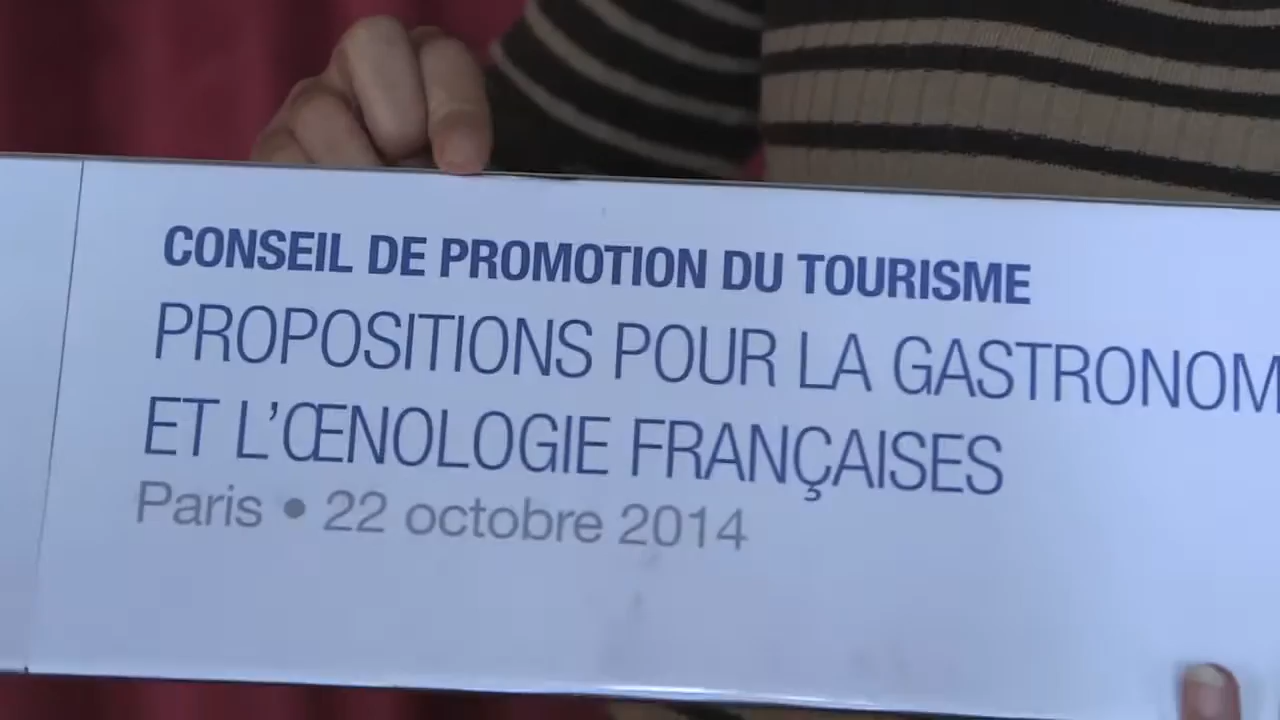 CONSEIL DE PROMOTION DU TOURISME
PROPOSITIONS POUR LA GASTRONOM
ET L'ŒNOLOGIE FRANÇAISES
Paris • 22 octobre 2014